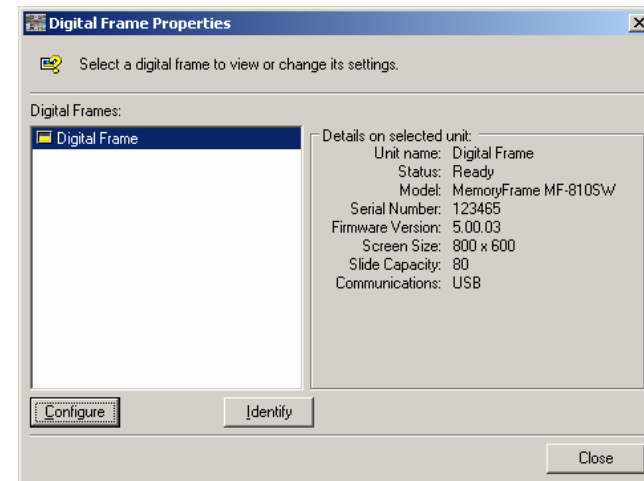 Digital Frame Properties
Select a digital frame to view or change its settings.
Digital Frames:
Digital Frame
Details on selected unit:
Unit name: Digital Frame
Status: Ready
Model: MemoryFrame MF-810SW
Serial Number: 123465
Firmware Version: 5.00.03
Screen Size: 800 x 600
Slide Capacity: 80
Communications: USB
Configure
Identify
Close